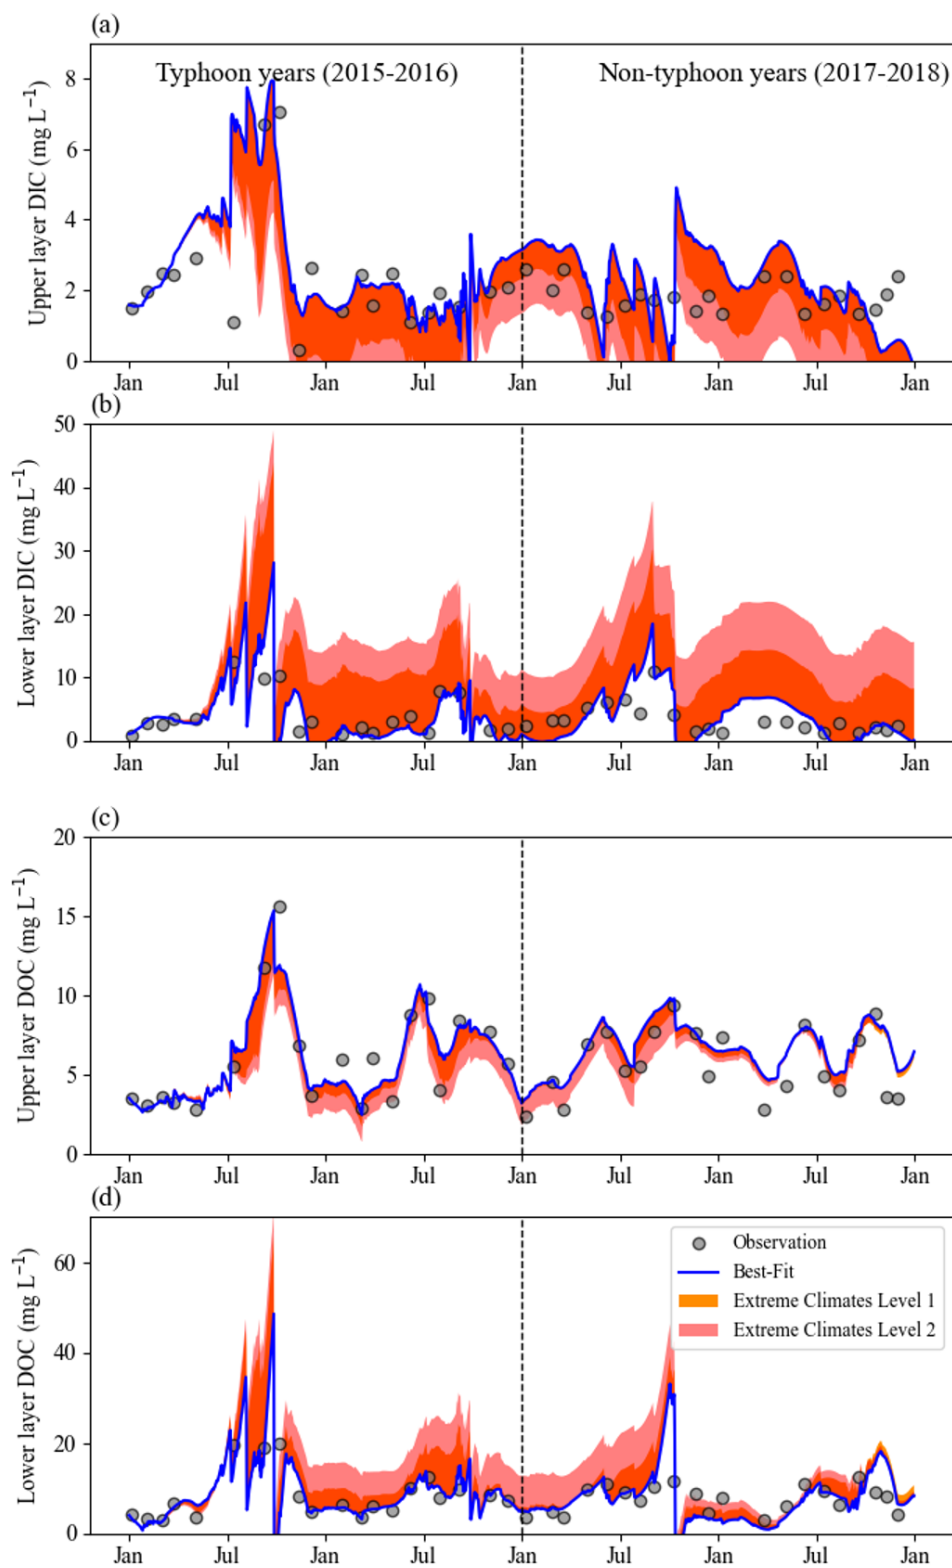 (a)
Typhoon years (2015-2016) Non-typhoon years (2017-2018)
Upper layer DIC (mg L⁻¹)
8
6
4
2
0
Jan Jul Jan Jul Jan Jul Jan Jul Jan
(b)
Lower layer DIC (mg L⁻¹)
50
40
30
20
10
0
Jan Jul Jan Jul Jan Jul Jan Jul Jan
(c)
Upper layer DOC (mg L⁻¹)
20
15
10
5
0
Jan Jul Jan Jul Jan Jul Jan Jul Jan
(d)
Lower layer DOC (mg L⁻¹)
60
40
20
0
Observation
Best-Fit
Extreme Climates Level 1
Extreme Climates Level 2
Jan Jul Jan Jul Jan Jul Jan Jul Jan